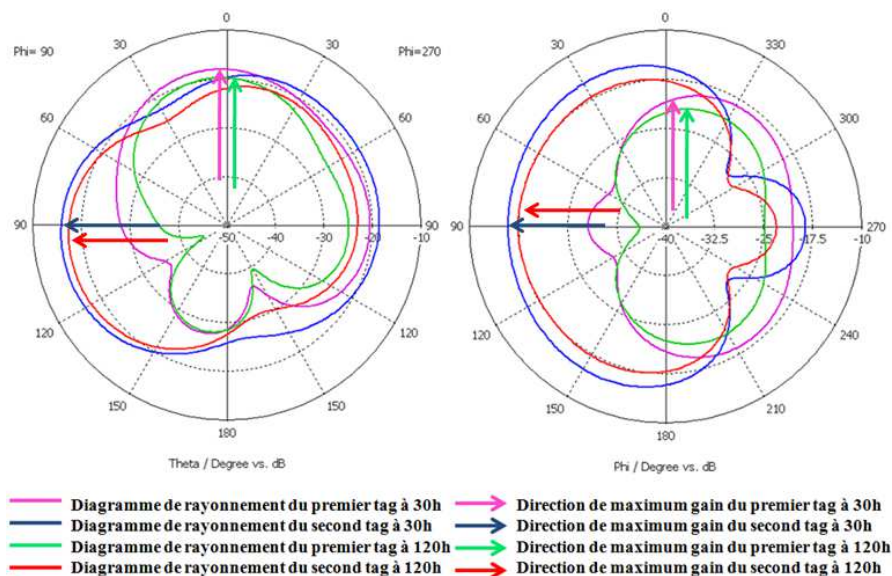 0
0
Phi= 90
30
30
Phi=270
30
330
60
60
60
300
90
-50
-40
-30
-20
-10
90
90
-40
-32.5
-25
-17.5
-10
270
120
120
120
240
150
150
150
210
180
180
Theta / Degree vs. dB
Phi / Degree vs. dB
Diagramme de rayonnement du premier tag à 30h
Direction de maximum gain du premier tag à 30h
Diagramme de rayonnement du second tag à 30h
Direction de maximum gain du second tag à 30h
Diagramme de rayonnement du premier tag à 120h
Direction de maximum gain du premier tag à 120h
Diagramme de rayonnement du second tag à 120h
Direction de maximum gain du second tag à 120h